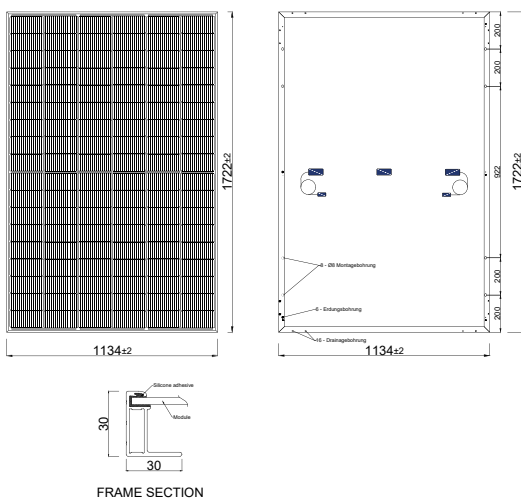 1722±2
1134±2
200
200
922
200
200
1722±2
8 - Ø8 Montagebohrung
6 - Erdungsbohrung
16 - Drainagebohrung
1134±2
Silicone adhesive
Module
30
30
FRAME SECTION